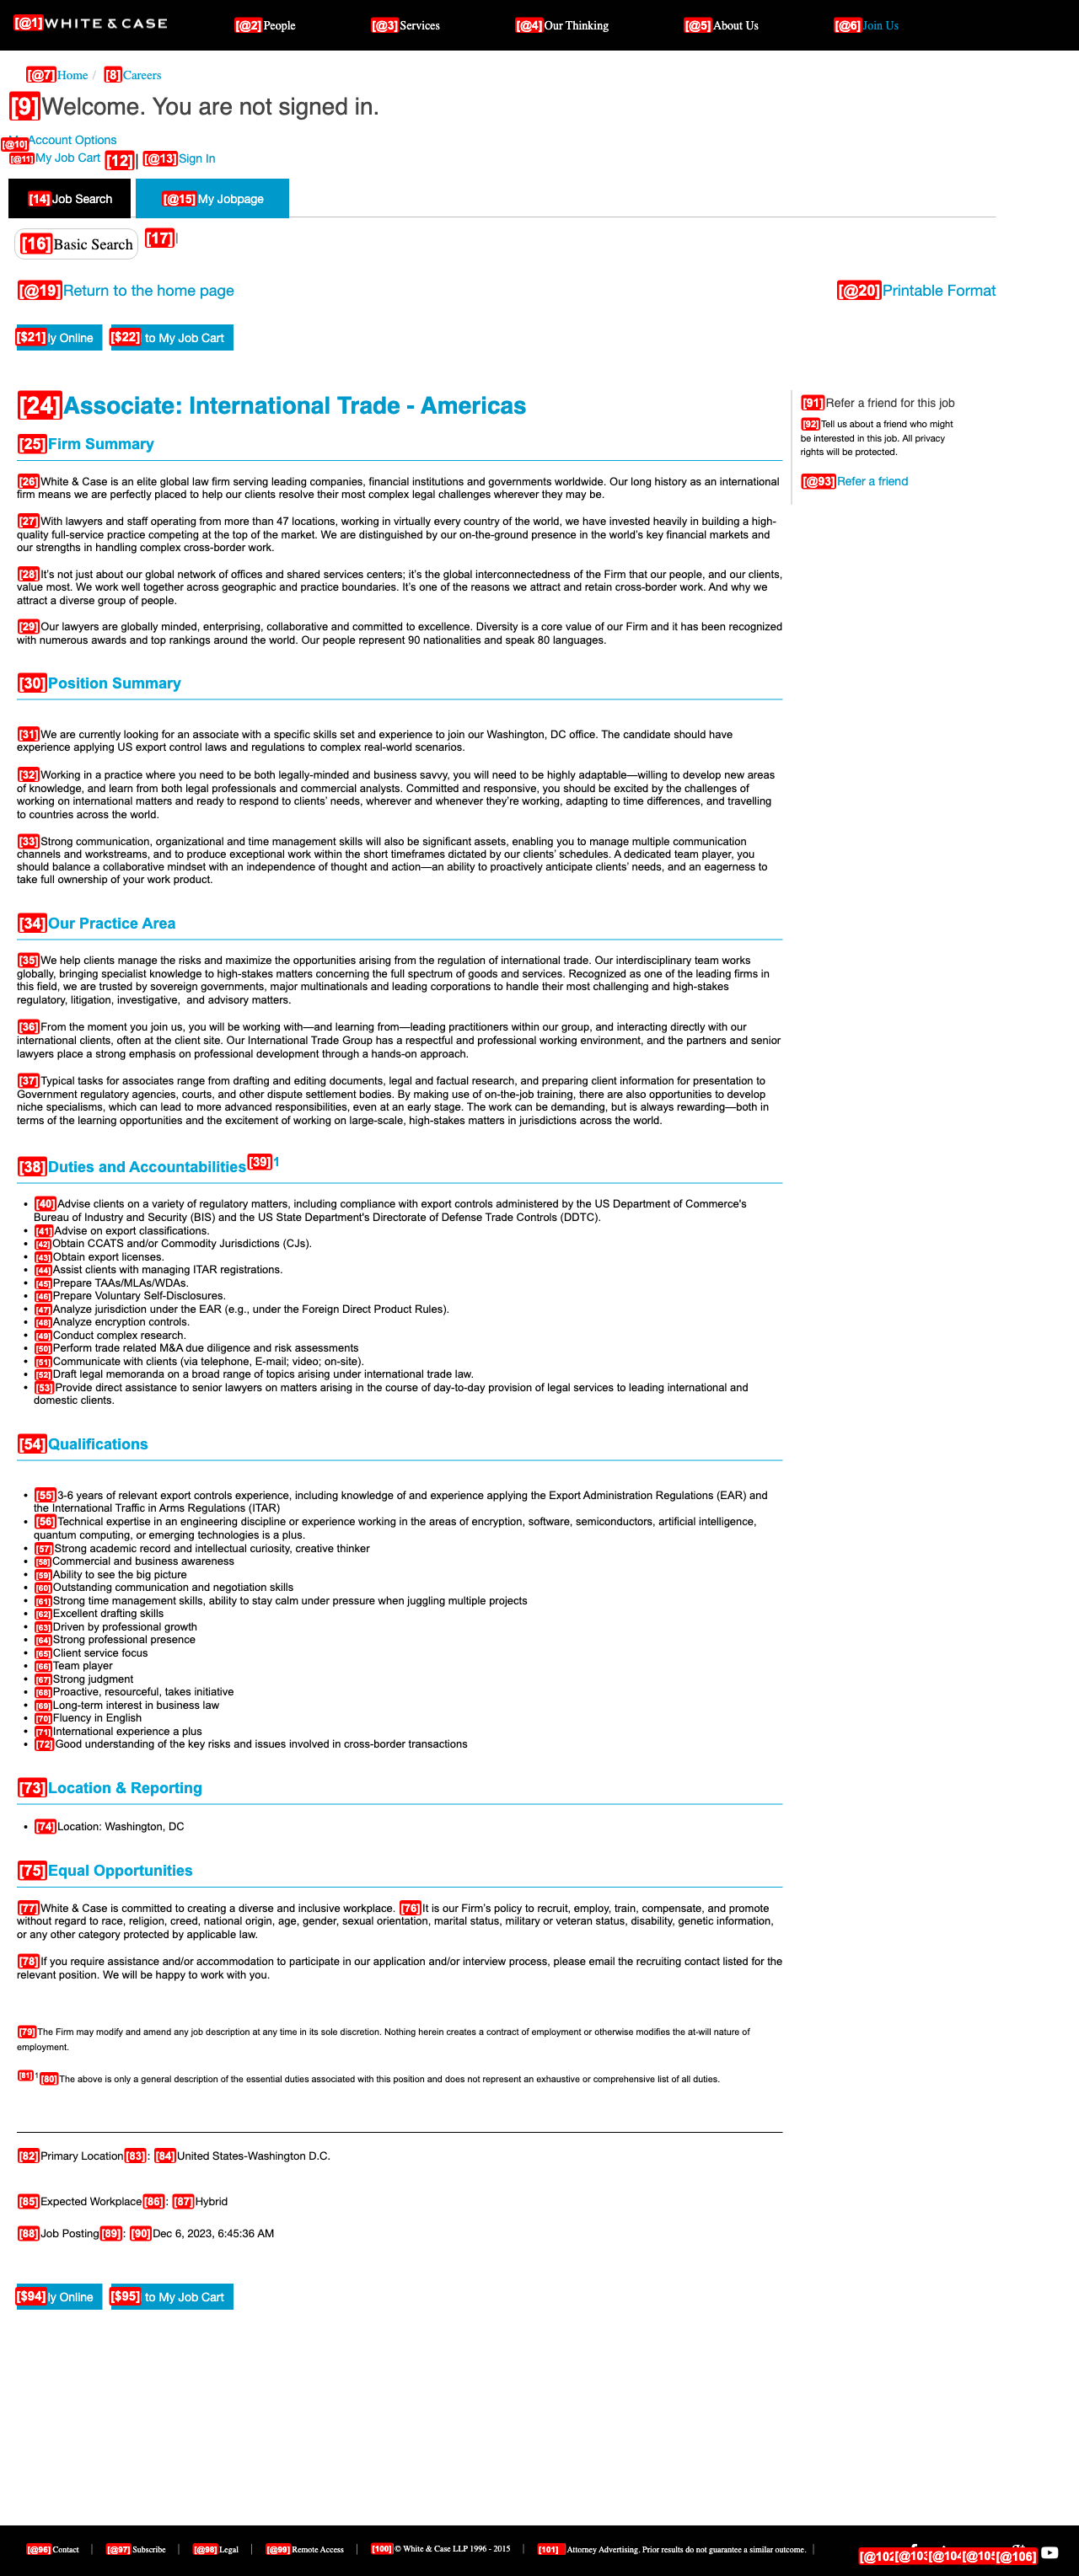 [@1] WHITE & CASE [@2] People [@3] Services [@4] Our Thinking [@5] About Us [@6] Join Us
[@7] Home / [8] Careers
[9] Welcome. You are not signed in.
[@10] Account Options
[@11] My Job Cart [12] | [@13] Sign In
[14] Job Search [@15] My Jobpage
[16] Basic Search [17] |
[@19] Return to the home page [@20] Printable Format
[$21] ly Online [$22] to My Job Cart
[24] Associate: International Trade - Americas
[25] Firm Summary
[26] White & Case is an elite global law firm serving leading companies, financial institutions and governments worldwide. Our long history as an international
firm means we are perfectly placed to help our clients resolve their most complex legal challenges wherever they may be.
[27] With lawyers and staff operating from more than 47 locations, working in virtually every country of the world, we have invested heavily in building a high-
quality full-service practice competing at the top of the market. We are distinguished by our on-the-ground presence in the world's key financial markets and
our strengths in handling complex cross-border work.
[28] It's not just about our global network of offices and shared services centers; it's the global interconnectedness of the Firm that our people, and our clients,
value most. We work well together across geographic and practice boundaries. It's one of the reasons we attract and retain cross-border work. And why we
attract a diverse group of people.
[29] Our lawyers are globally minded, enterprising, collaborative and committed to excellence. Diversity is a core value of our Firm and it has been recognized
with numerous awards and top rankings around the world. Our people represent 90 nationalities and speak 80 languages.
[30] Position Summary
[31] We are currently looking for an associate with a specific skills set and experience to join our Washington, DC office. The candidate should have
experience applying US export control laws and regulations to complex real-world scenarios.
[32] Working in a practice where you need to be both legally-minded and business savvy, you will need to be highly adaptable—willing to develop new areas
of knowledge, and learn from both legal professionals and commercial analysts. Committed and responsive, you should be excited by the challenges of
working on international matters and ready to respond to clients' needs, wherever and whenever they're working, adapting to time differences, and travelling
to countries across the world.
[33] Strong communication, organizational and time management skills will also be significant assets, enabling you to manage multiple communication
channels and workstreams, and to produce exceptional work within the short timeframes dictated by our clients' schedules. A dedicated team player, you
should balance a collaborative mindset with an independence of thought and action—an ability to proactively anticipate clients' needs, and an eagerness to
take full ownership of your work product.
[34] Our Practice Area
[35] We help clients manage the risks and maximize the opportunities arising from the regulation of international trade. Our interdisciplinary team works
globally, bringing specialist knowledge to high-stakes matters concerning the full spectrum of goods and services. Recognized as one of the leading firms in
this field, we are trusted by sovereign governments, major multinationals and leading corporations to handle their most challenging and high-stakes
regulatory, litigation, investigative, and advisory matters.
[36] From the moment you join us, you will be working with—and learning from—leading practitioners within our group, and interacting directly with our
international clients, often at the client site. Our International Trade Group has a respectful and professional working environment, and the partners and senior
lawyers place a strong emphasis on professional development through a hands-on approach.
[37] Typical tasks for associates range from drafting and editing documents, legal and factual research, and preparing client information for presentation to
Government regulatory agencies, courts, and other dispute settlement bodies. By making use of on-the-job training, there are also opportunities to develop
niche specialisms, which can lead to more advanced responsibilities, even at an early stage. The work can be demanding, but is always rewarding—both in
terms of the learning opportunities and the excitement of working on large-scale, high-stakes matters in jurisdictions across the world.
[38] Duties and Accountabilities [39] 1
• [40] Advise clients on a variety of regulatory matters, including compliance with export controls administered by the US Department of Commerce's
Bureau of Industry and Security (BIS) and the US State Department's Directorate of Defense Trade Controls (DDTC).
• [41] Advise on export classifications.
• [42] Obtain CCATS and/or Commodity Jurisdictions (CJs).
• [43] Obtain export licenses.
• [44] Assist clients with managing ITAR registrations.
• [45] Prepare TAAs/MLAs/WDAs.
• [46] Prepare Voluntary Self-Disclosures.
• [47] Analyze jurisdiction under the EAR (e.g., under the Foreign Direct Product Rules).
• [48] Analyze encryption controls.
• [49] Conduct complex research.
• [50] Perform trade related M&A due diligence and risk assessments
• [51] Communicate with clients (via telephone, E-mail; video; on-site).
• [52] Draft legal memoranda on a broad range of topics arising under international trade law.
• [53] Provide direct assistance to senior lawyers on matters arising in the course of day-to-day provision of legal services to leading international and
domestic clients.
[54] Qualifications
• [55] 3-6 years of relevant export controls experience, including knowledge of and experience applying the Export Administration Regulations (EAR) and
the International Traffic in Arms Regulations (ITAR)
• [56] Technical expertise in an engineering discipline or experience working in the areas of encryption, software, semiconductors, artificial intelligence,
quantum computing, or emerging technologies is a plus.
• [57] Strong academic record and intellectual curiosity, creative thinker
• [58] Commercial and business awareness
• [59] Ability to see the big picture
• [60] Outstanding communication and negotiation skills
• [61] Strong time management skills, ability to stay calm under pressure when juggling multiple projects
• [62] Excellent drafting skills
• [63] Driven by professional growth
• [64] Strong professional presence
• [65] Client service focus
• [66] Team player
• [67] Strong judgment
• [68] Proactive, resourceful, takes initiative
• [69] Long-term interest in business law
• [70] Fluency in English
• [71] International experience a plus
• [72] Good understanding of the key risks and issues involved in cross-border transactions
[73] Location & Reporting
• [74] Location: Washington, DC
[75] Equal Opportunities
[77] White & Case is committed to creating a diverse and inclusive workplace. [76] It is our Firm's policy to recruit, employ, train, compensate, and promote
without regard to race, religion, creed, national origin, age, gender, sexual orientation, marital status, military or veteran status, disability, genetic information,
or any other category protected by applicable law.
[78] If you require assistance and/or accommodation to participate in our application and/or interview process, please email the recruiting contact listed for the
relevant position. We will be happy to work with you.
[79] The Firm may modify and amend any job description at any time in its sole discretion. Nothing herein creates a contract of employment or otherwise modifies the at-will nature of
employment.
[81] 1 [80] The above is only a general description of the essential duties associated with this position and does not represent an exhaustive or comprehensive list of all duties.
[82] Primary Location [83] : [84] United States-Washington D.C.
[85] Expected Workplace [86] : [87] Hybrid
[88] Job Posting [89] : [90] Dec 6, 2023, 6:45:36 AM
[$94] ly Online [$95] to My Job Cart
[91] Refer a friend for this job
[92] Tell us about a friend who might
be interested in this job. All privacy
rights will be protected.
[@93] Refer a friend
[@96] Contact | [@97] Subscribe | [@98] Legal | [@99] Remote Access | [100] © White & Case LLP 1996 - 2015 | [101] Attorney Advertising. Prior results do not guarantee a similar outcome. | [@102 [@103 [@104 [@105 [@106]